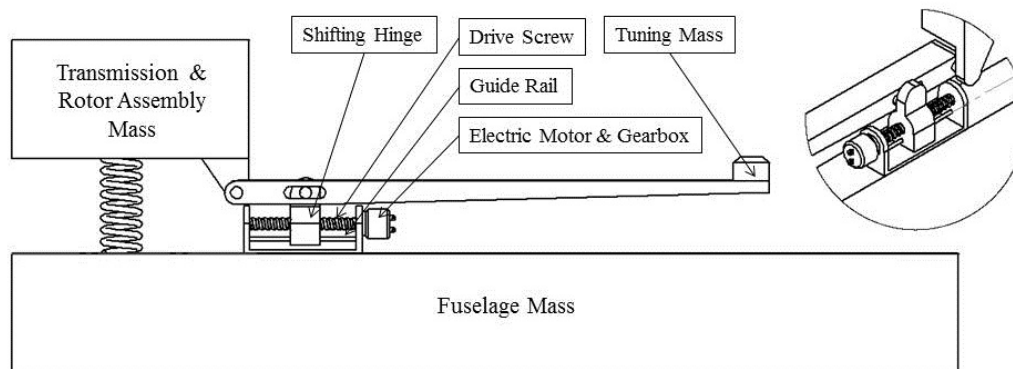 Shifting Hinge
Drive Screw
Tuning Mass
Transmission &
Rotor Assembly
Mass
Guide Rail
Electric Motor & Gearbox
Fuselage Mass